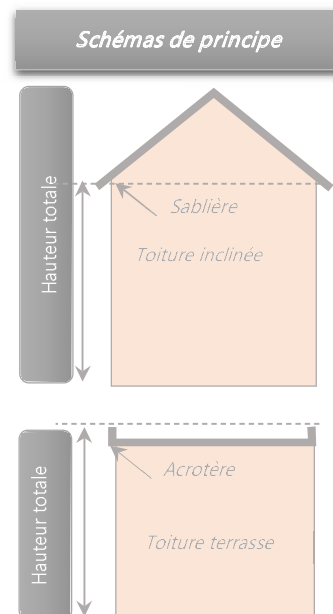 Schémas de principe
Hauteur totale
Sablière
Toiture inclinée
Hauteur totale
Acrotère
Toiture terrasse